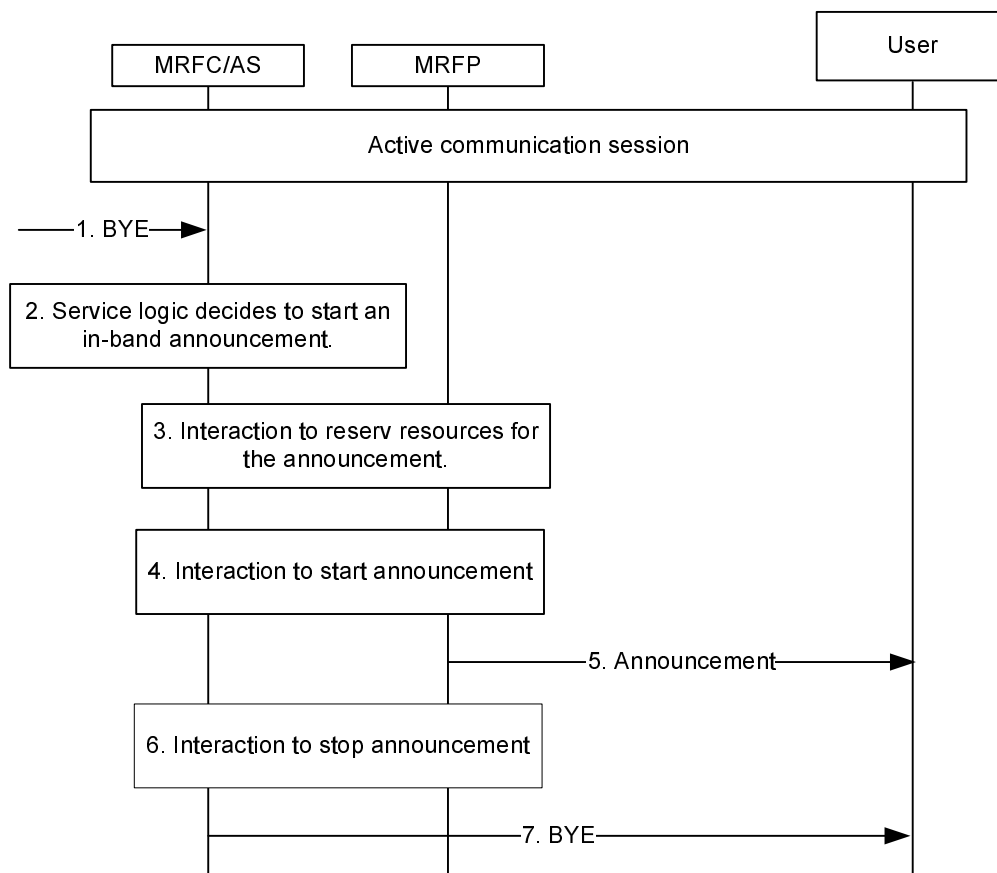 MRFC/AS
MRFP
User
Active communication session
1. BYE
2. Service logic decides to start an
in-band announcement.
3. Interaction to reserv resources for
the announcement.
4. Interaction to start announcement
5. Announcement
6. Interaction to stop announcement
7. BYE